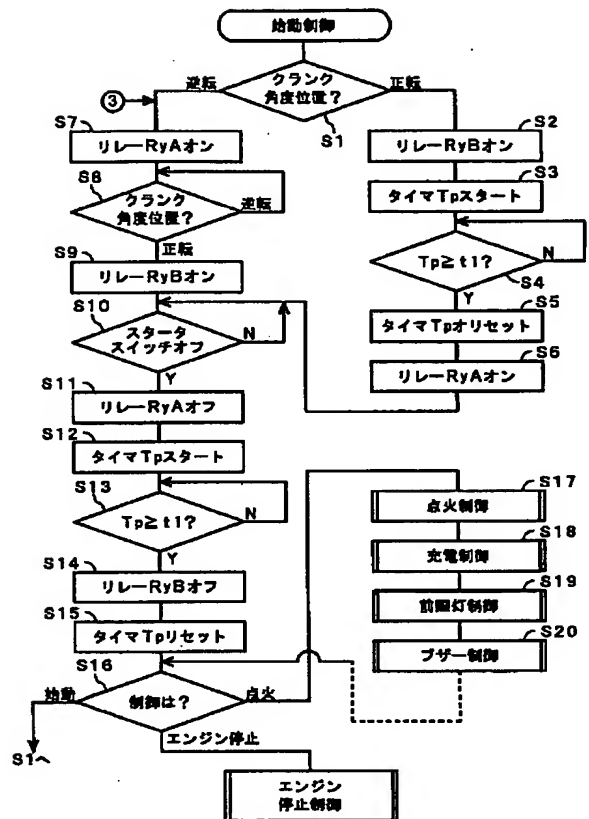 始動制御
逆転
クランク
角度位置?
正転
S1
③
S7
リレーRyAオン
S8
クランク
角度位置?
逆転
正転
S9
リレーRyBオン
S10
スタータ
スイッチオフ
N
Y
S11
リレーRyAオフ
S12
タイマTpスタート
S13
Tp≧t1?
N
Y
S14
リレーRyBオフ
S15
タイマTpリセット
S16
制御は?
始動
点火
S1へ
エンジン停止
エンジン
停止制御
S2
リレーRyBオン
S3
タイマTpスタート
Tp≧t1?
N
S4
Y
S5
タイマTpオリセット
S6
リレーRyAオン
S17
点火制御
S18
充電制御
S19
前照灯制御
S20
ブザー制御